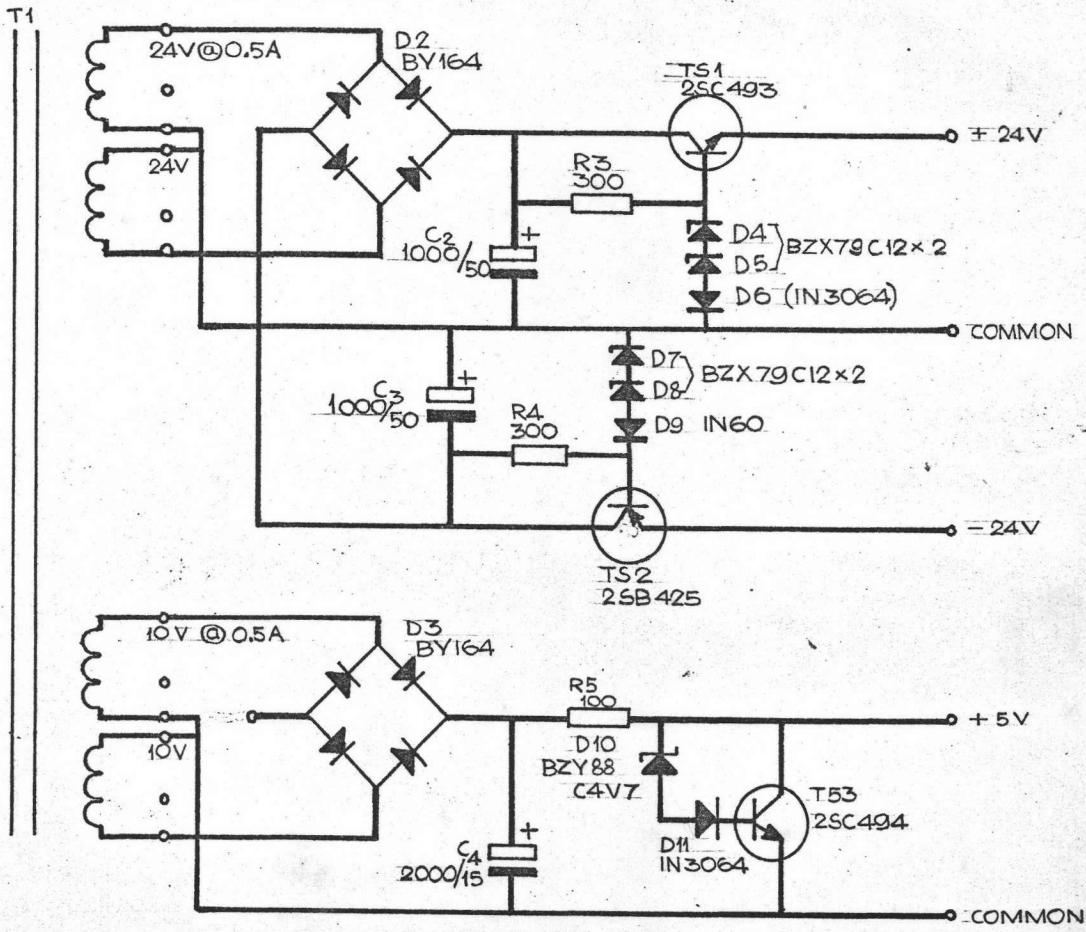 T1
24V@0.5A
24V
D2
BY164
TS1
2SC493
+ 24V
R3
300
C2
1000/50
+
D4
D5
BZX79C12×2
D6 (IN3064)
COMMON
D7
D8
BZX79C12×2
D9 IN60
C3
1000/50
+
R4
300
TS2
2SB425
- 24V
10V @ 0.5A
10V
D3
BY164
R5
100
+ 5V
D10
BZY88
C4V7
D11
IN3064
TS3
2SC494
C4
2000/15
+
COMMON